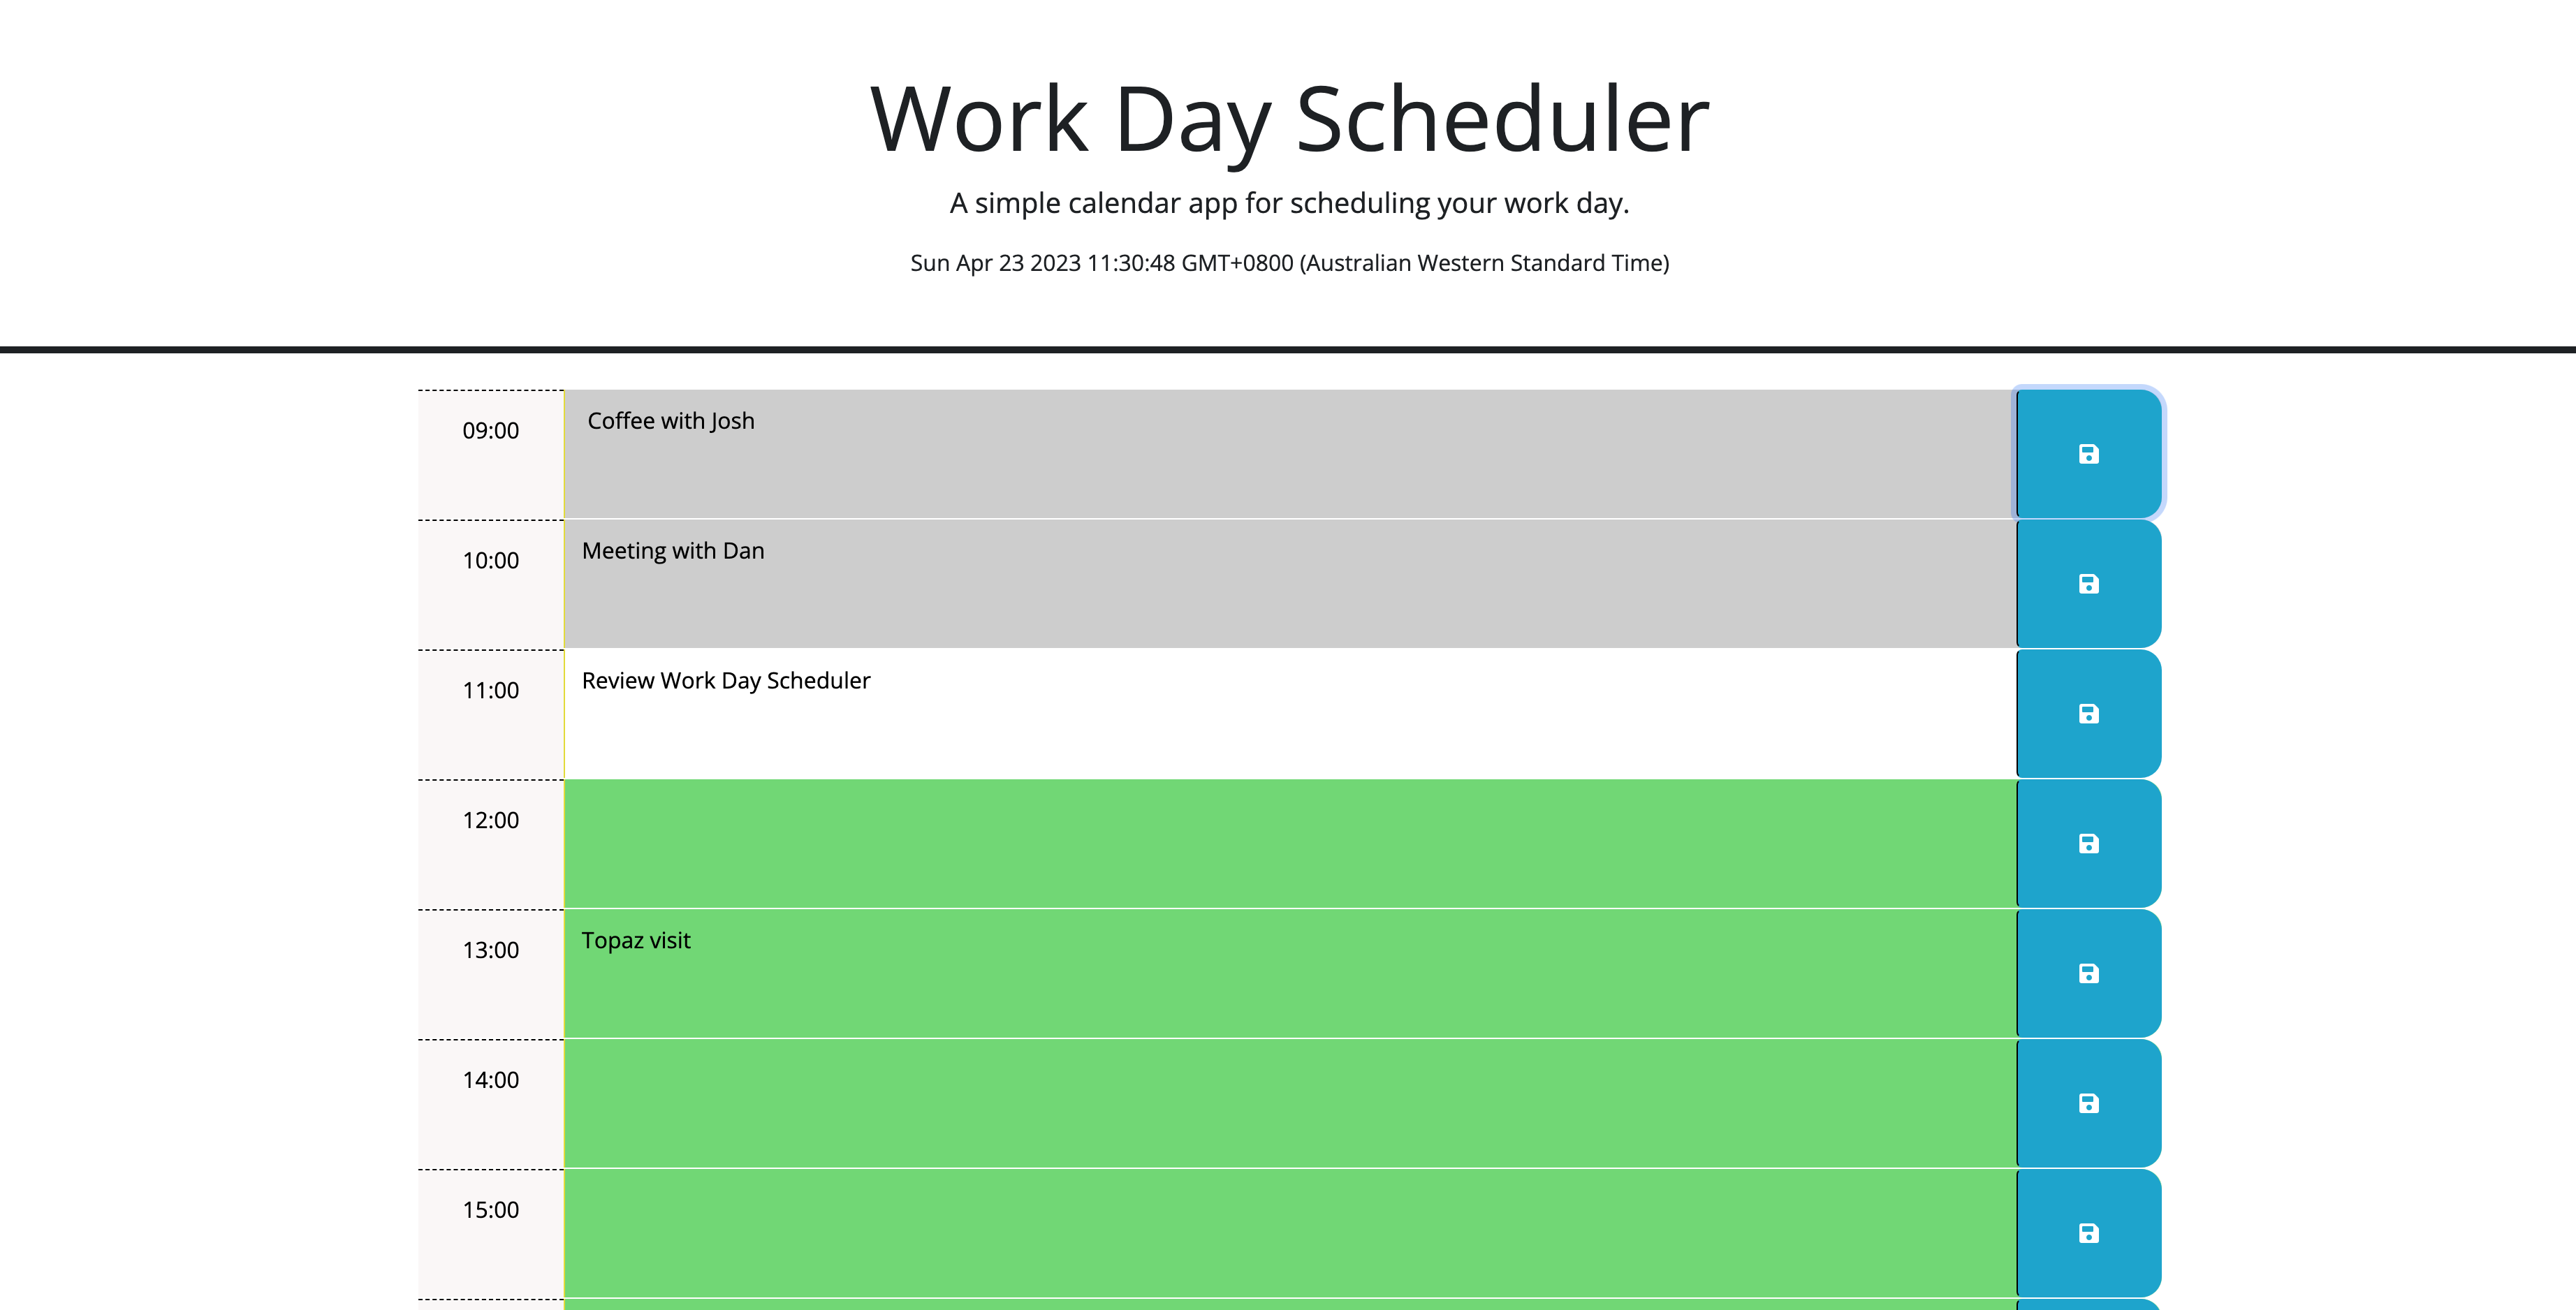 Work Day Scheduler
A simple calendar app for scheduling your work day.
Sun Apr 23 2023 11:30:48 GMT+0800 (Australian Western Standard Time)
09:00 Coffee with Josh
10:00 Meeting with Dan
11:00 Review Work Day Scheduler
12:00
13:00 Topaz visit
14:00
15:00